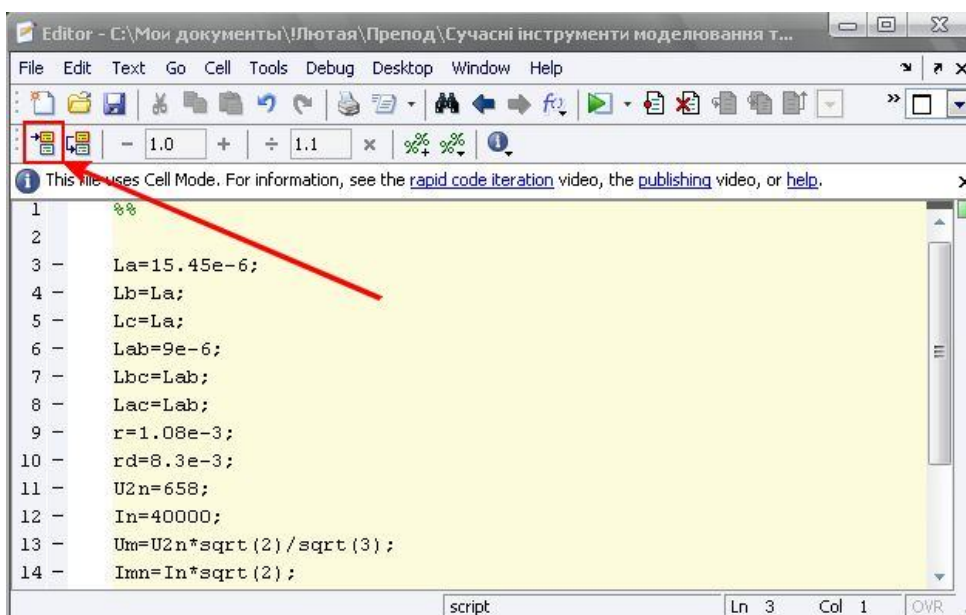 Editor - C:\Мои документы\!Лютая\Препод\Сучасні інструменти моделювання т...
File Edit Text Go Cell Tools Debug Desktop Window Help
- 1.0 + ÷ 1.1 ×
This file uses Cell Mode. For information, see the rapid code iteration video, the publishing video, or help.
1 %%
2
3 - La=15.45e-6;
4 - Lb=La;
5 - Lc=La;
6 - Lab=9e-6;
7 - Lbc=Lab;
8 - Lac=Lab;
9 - r=1.08e-3;
10 - rd=8.3e-3;
11 - U2n=658;
12 - In=40000;
13 - Um=U2n*sqrt(2)/sqrt(3);
14 - Imn=In*sqrt(2);
script Ln 3 Col 1 OVR